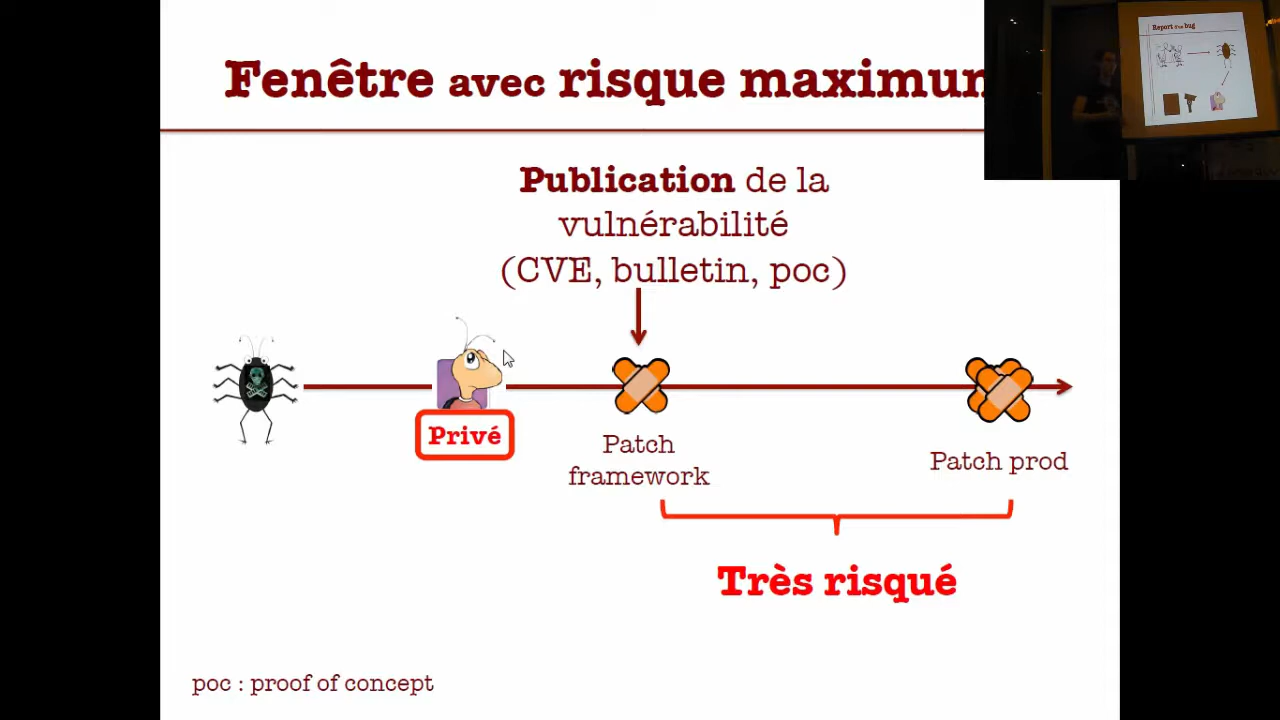 Fenêtre avec risque maximum
Report d'un bug
Publication de la
vulnérabilité
(CVE, bulletin, poc)
Privé
Patch
framework
Patch prod
Très risqué
poc : proof of concept